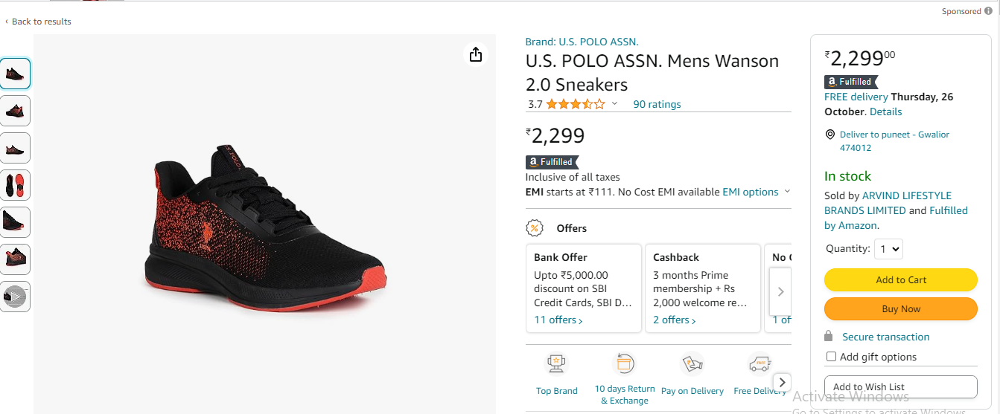 Sponsored
‹ Back to results
Brand: U.S. POLO ASSN.
U.S. POLO ASSN. Mens Wanson
2.0 Sneakers
3.7
90 ratings
₹2,299
a Fulfilled
Inclusive of all taxes
EMI starts at ₹111. No Cost EMI available EMI options
% Offers
Bank Offer
Upto ₹5,000.00
discount on SBI
Credit Cards, SBI D...
11 offers ›
Cashback
3 months Prime
membership + Rs
2,000 welcome re...
2 offers ›
No
1 of
Top Brand
10 days Return
& Exchange
Pay on Delivery
FREE
Free Delivery
₹2,29900
a Fulfilled
FREE delivery Thursday, 26
October. Details
Deliver to puneet - Gwalior
474012
In stock
Sold by ARVIND LIFESTYLE
BRANDS LIMITED and Fulfilled
by Amazon.
Quantity: 1
Add to Cart
Buy Now
Secure transaction
Add gift options
Add to Wish List
Activate Windows
Go to Settings to activate Windows.
U.S. POLO